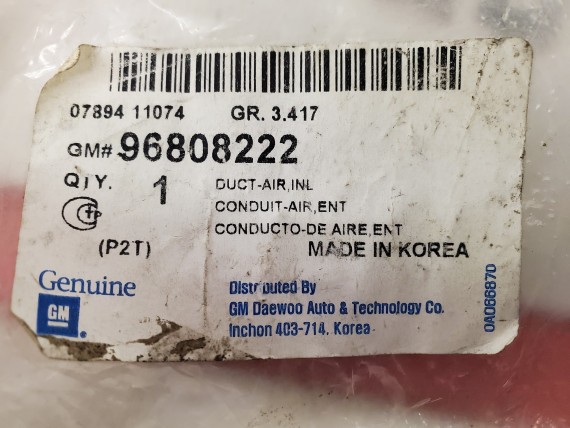 07894 11074 GR. 3.417
GM# 96808222
QTY. 1 DUCT-AIR,INL
CONDUIT-AIR,ENT
CONDUCTO-DE AIRE,ENT
(P2T) MADE IN KOREA
Genuine
GM
Distributed By
GM Daewoo Auto & Technology Co.
Inchon 403-714, Korea
0A086870